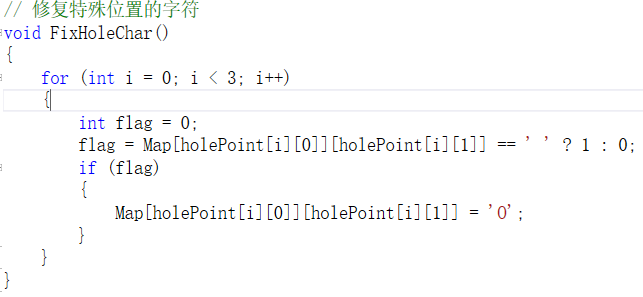 // 修复特殊位置的字符
void FixHoleChar()
{
    for (int i = 0; i < 3; i++)
    {
        int flag = 0;
        flag = Map[holePoint[i][0]][holePoint[i][1]] == ' ' ? 1 : 0;
        if (flag)
        {
            Map[holePoint[i][0]][holePoint[i][1]] = 'O';
        }
    }
}